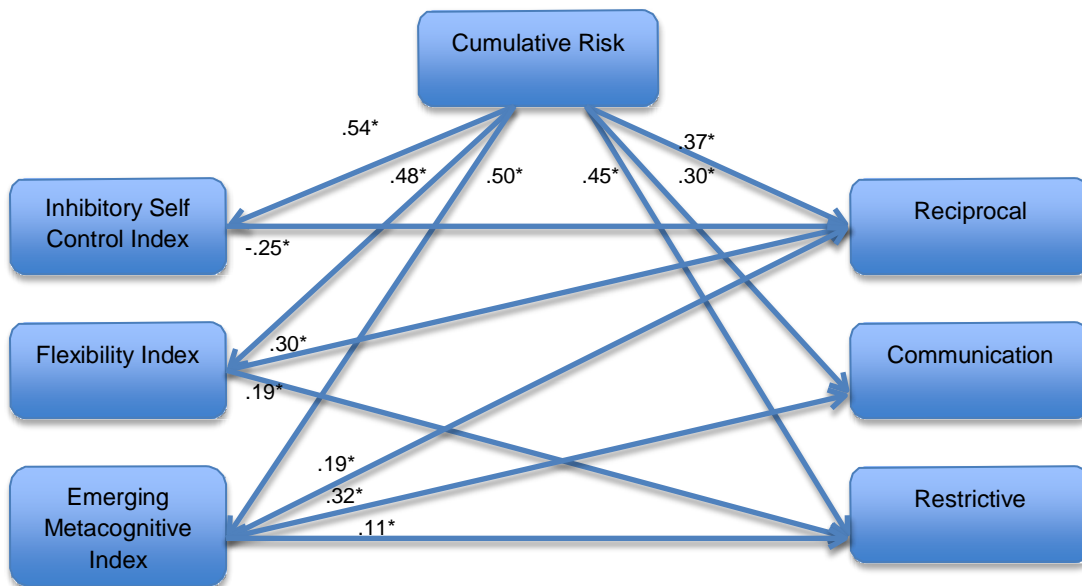 Cumulative Risk
.54*
.37*
.48*
.50*
.45*
.30*
Inhibitory Self
Control Index
Reciprocal
-.25*
Flexibility Index
.30*
Communication
.19*
.19*
Emerging
Metacognitive
Index
.32*
Restrictive
.11*